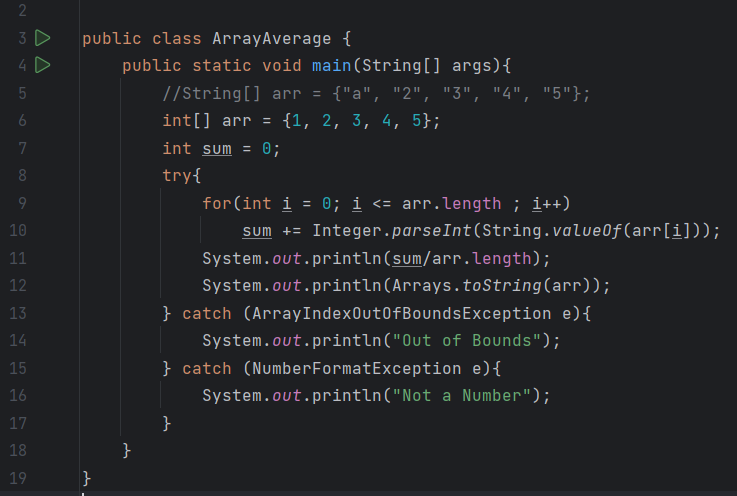 2
3 public class ArrayAverage {
4 public static void main(String[] args){
5 //String[] arr = {"a", "2", "3", "4", "5"};
6 int[] arr = {1, 2, 3, 4, 5};
7 int sum = 0;
8 try{
9 for(int i = 0; i <= arr.length ; i++)
10 sum += Integer.parseInt(String.valueOf(arr[i]));
11 System.out.println(sum/arr.length);
12 System.out.println(Arrays.toString(arr));
13 } catch (ArrayIndexOutOfBoundsException e){
14 System.out.println("Out of Bounds");
15 } catch (NumberFormatException e){
16 System.out.println("Not a Number");
17 }
18 }
19 }